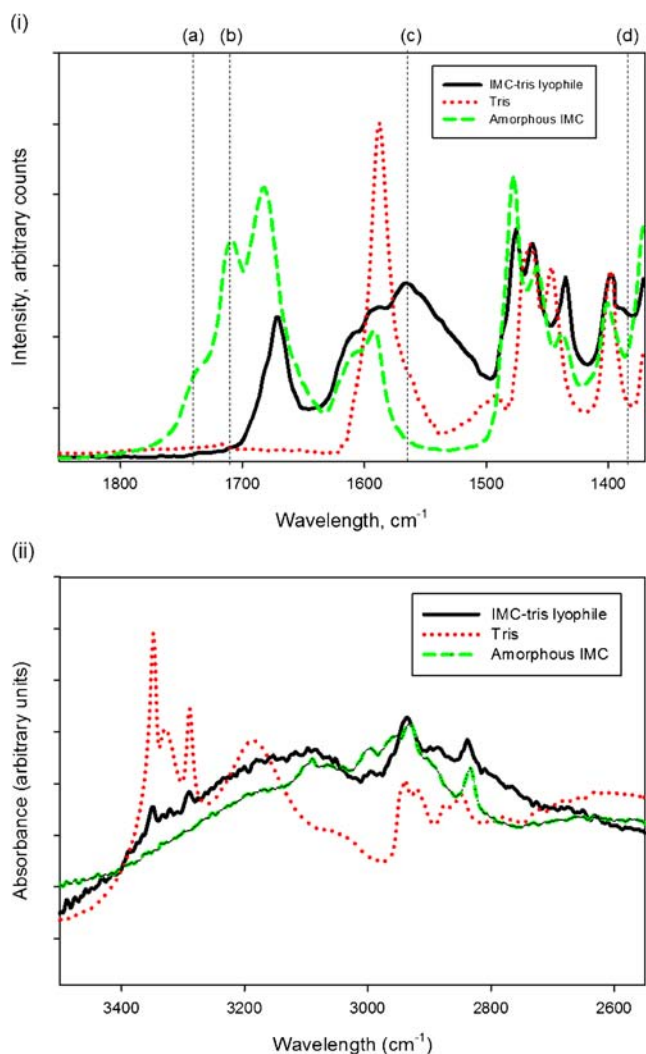 (i)
(a) (b) (c) (d)
IMC-tris lyophile
Tris
Amorphous IMC
Intensity, arbitrary counts
1800 1700 1600 1500 1400
Wavelength, cm⁻¹
(ii)
IMC-tris lyophile
Tris
Amorphous IMC
Absorbance (arbitrary units)
3400 3200 3000 2800 2600
Wavelength (cm⁻¹)